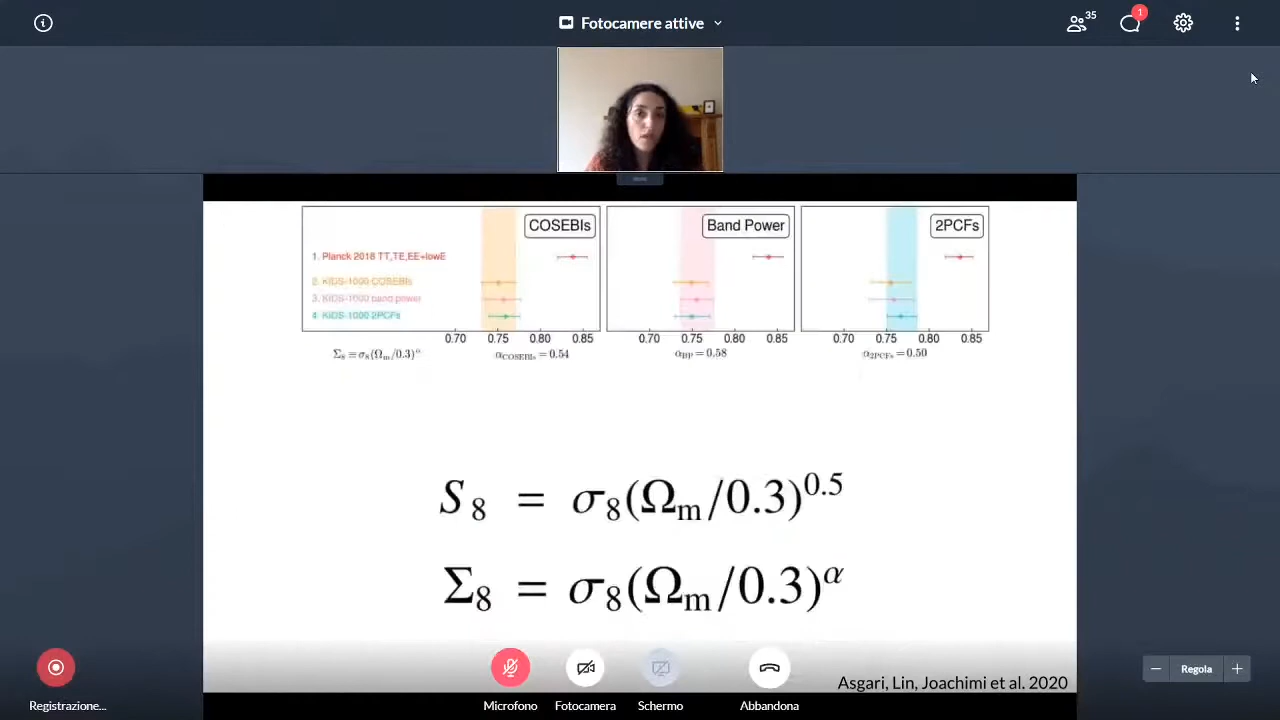 Fotocamere attive
35
1
COSEBIs
Band Power
2PCFs
1. Planck 2018 TT,TE,EE+lowE
2. KiDS-1000 COSEBIs
3. KiDS-1000 band power
4. KiDS-1000 2PCFs
0.70 0.75 0.80 0.85
0.70 0.75 0.80 0.85
0.70 0.75 0.80 0.85
Σ₈ ≡ σ₈(Ωₘ/0.3)^α
α_COSEBIs = 0.54
α_BP = 0.58
α_2PCFs = 0.50
S₈ = σ₈(Ωₘ/0.3)^0.5
Σ₈ = σ₈(Ωₘ/0.3)^α
Asgari, Lin, Joachimi et al. 2020
Registrazione...
Microfono
Fotocamera
Schermo
Abbandona
Regola